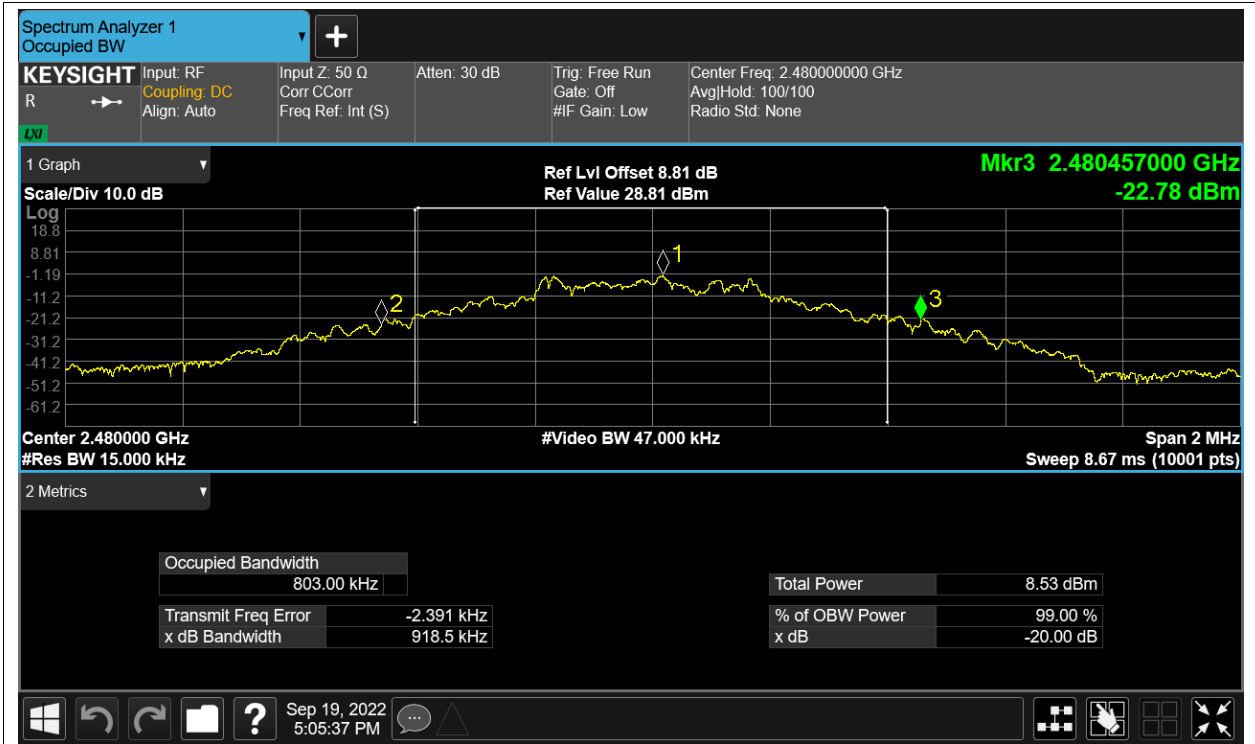 Spectrum Analyzer 1
Occupied BW
▼
+
KEYSIGHT
R
LXI
Input: RF
Coupling: DC
Align: Auto
Input Z: 50 Ω
Corr CCorr
Freq Ref: Int (S)
Atten: 30 dB
Trig: Free Run
Gate: Off
#IF Gain: Low
Center Freq: 2.480000000 GHz
Avg|Hold: 100/100
Radio Std: None
1 Graph ▼
Scale/Div 10.0 dB
Ref Lvl Offset 8.81 dB
Ref Value 28.81 dBm
Mkr3 2.480457000 GHz
-22.78 dBm
Log
18.8
8.81
-1.19
-11.2
-21.2
-31.2
-41.2
-51.2
-61.2
1
2
3
Center 2.480000 GHz
#Res BW 15.000 kHz
#Video BW 47.000 kHz
Span 2 MHz
Sweep 8.67 ms (10001 pts)
2 Metrics ▼
Occupied Bandwidth
803.00 kHz
Transmit Freq Error -2.391 kHz
x dB Bandwidth 918.5 kHz
Total Power 8.53 dBm
% of OBW Power 99.00 %
x dB -20.00 dB
?
Sep 19, 2022
5:05:37 PM